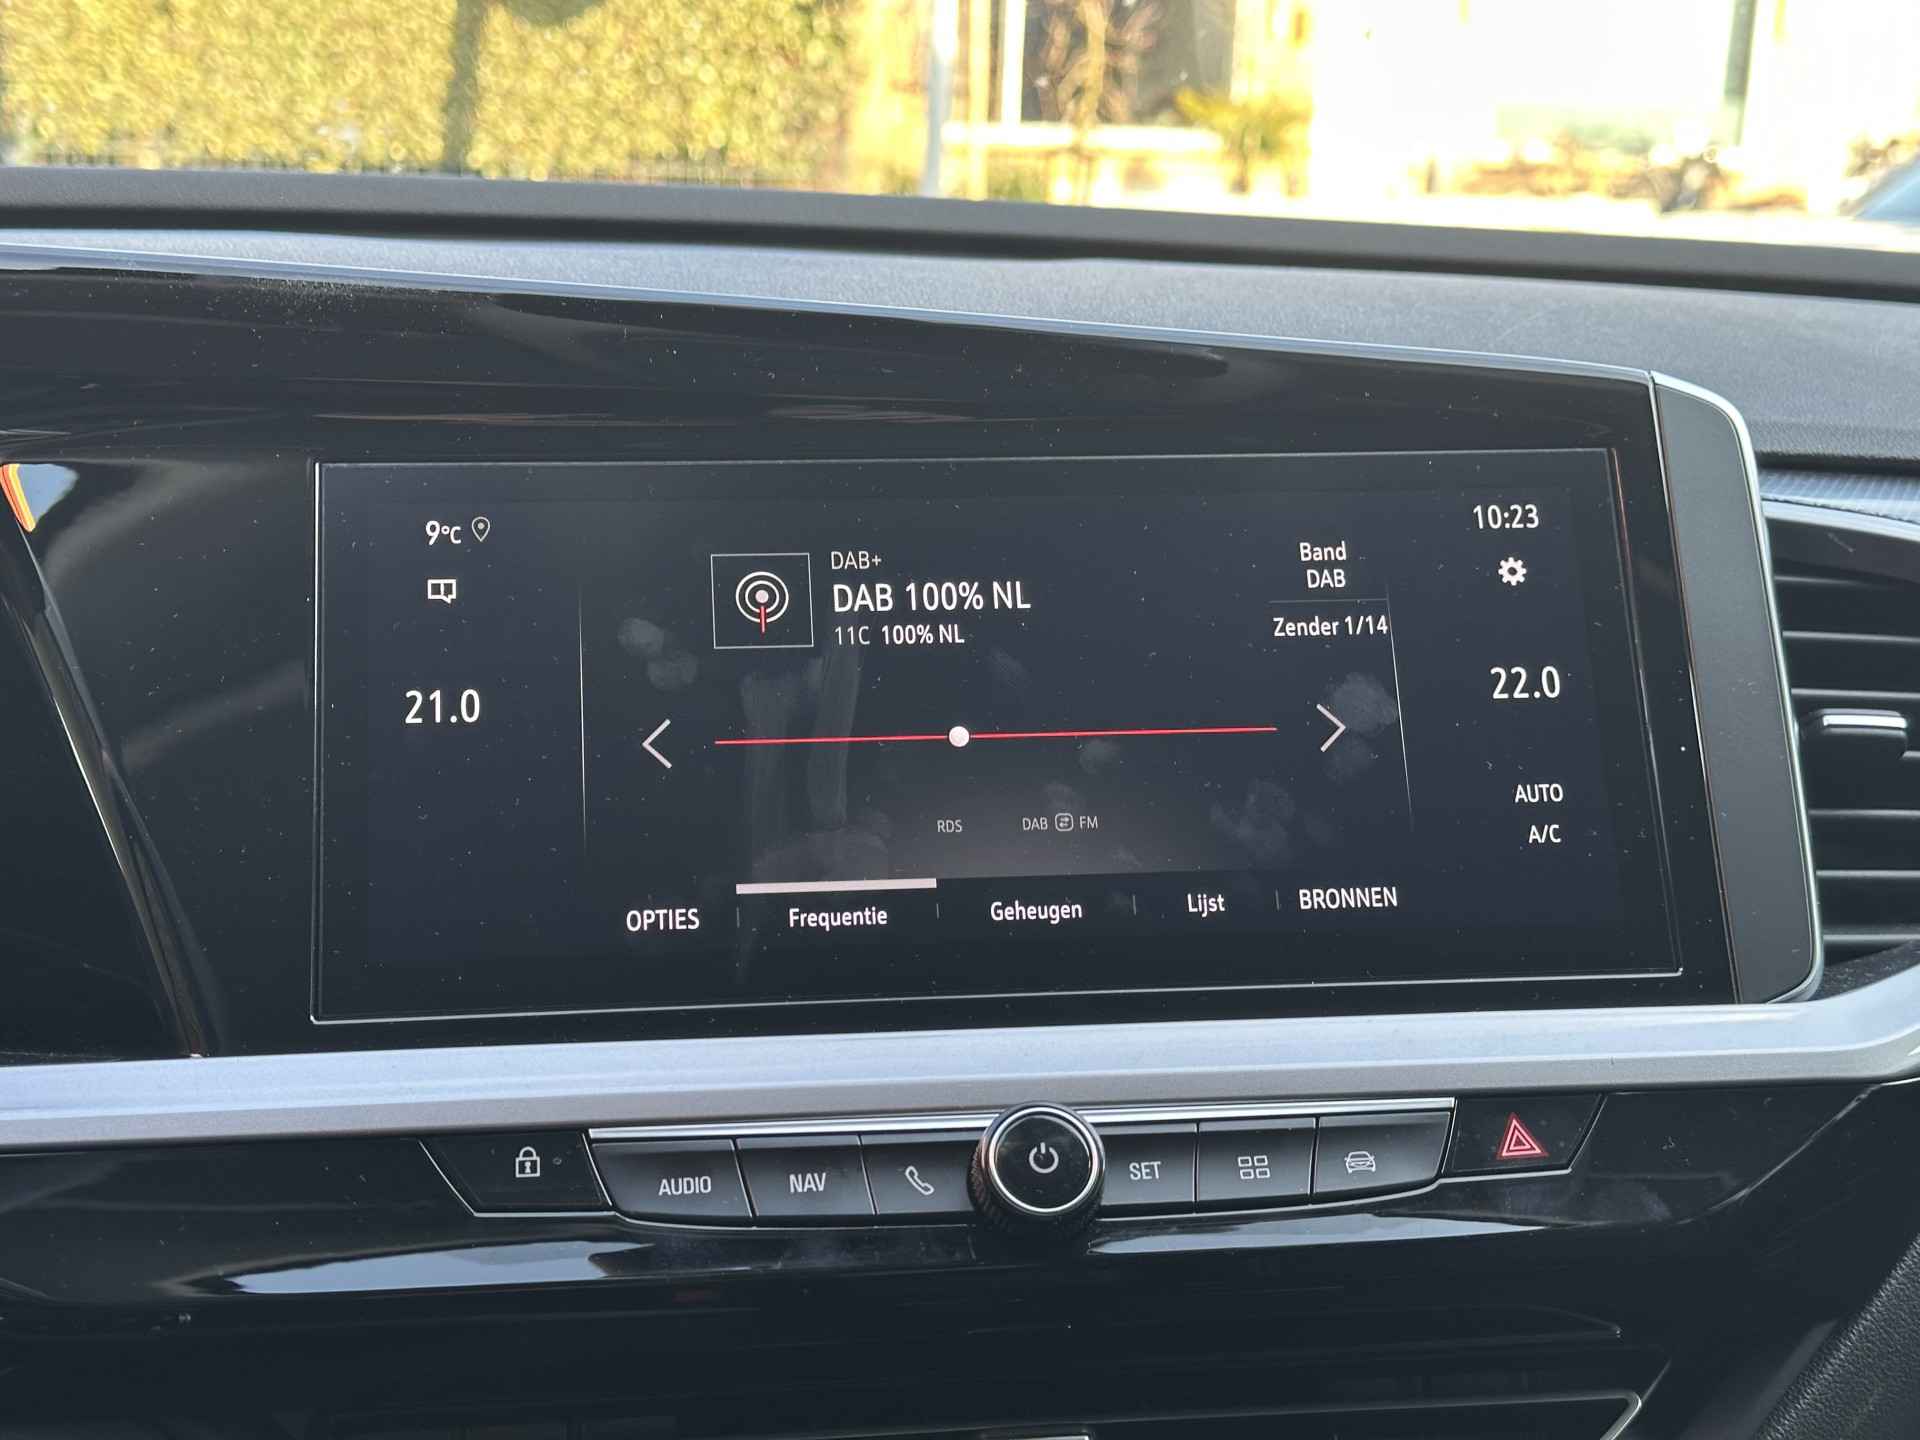 9°C
10:23
DAB+
Band
DAB
DAB 100% NL
Zender 1/14
11C 100% NL
21.0
22.0
AUTO
A/C
RDS
DAB FM
OPTIES
Frequentie
Geheugen
Lijst
BRONNEN
AUDIO
NAV
SET